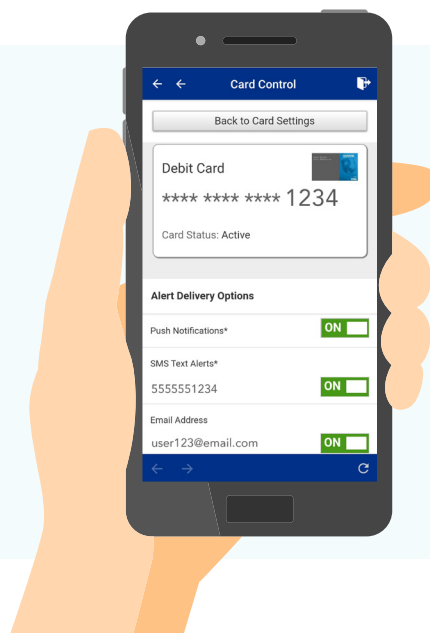 Card Control
Back to Card Settings
Debit Card
**** **** **** 1234
Card Status: Active
Alert Delivery Options
Push Notifications*
ON
SMS Text Alerts*
5555551234
ON
Email Address
user123@email.com
ON